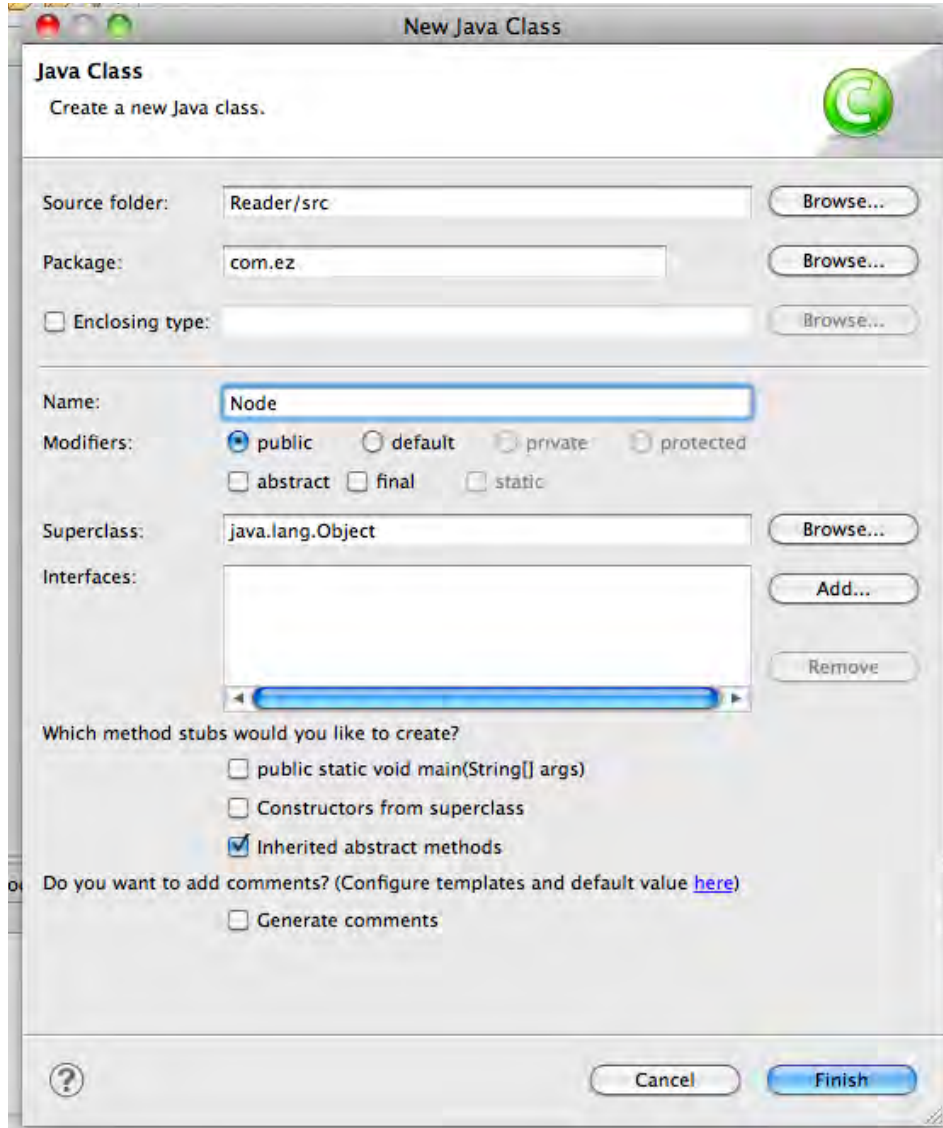 New Java Class
Java Class
Create a new Java class.
C
Source folder: Reader/src Browse...
Package: com.ez Browse...
Enclosing type: Browse...
Name: Node
Modifiers: public default private protected
abstract final static
Superclass: java.lang.Object Browse...
Interfaces: Add...
Remove
Which method stubs would you like to create?
public static void main(String[] args)
Constructors from superclass
Inherited abstract methods
Do you want to add comments? (Configure templates and default value here)
Generate comments
? Cancel Finish